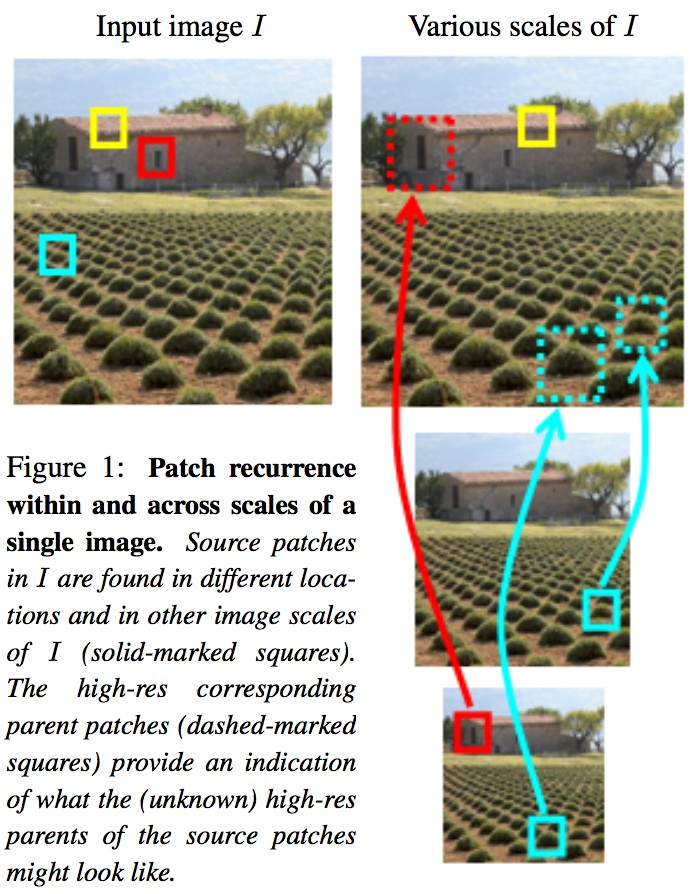 Input image I
Various scales of I
Figure 1: Patch recurrence
within and across scales of a
single image. Source patches
in I are found in different loca-
tions and in other image scales
of I (solid-marked squares).
The high-res corresponding
parent patches (dashed-marked
squares) provide an indication
of what the (unknown) high-res
parents of the source patches
might look like.